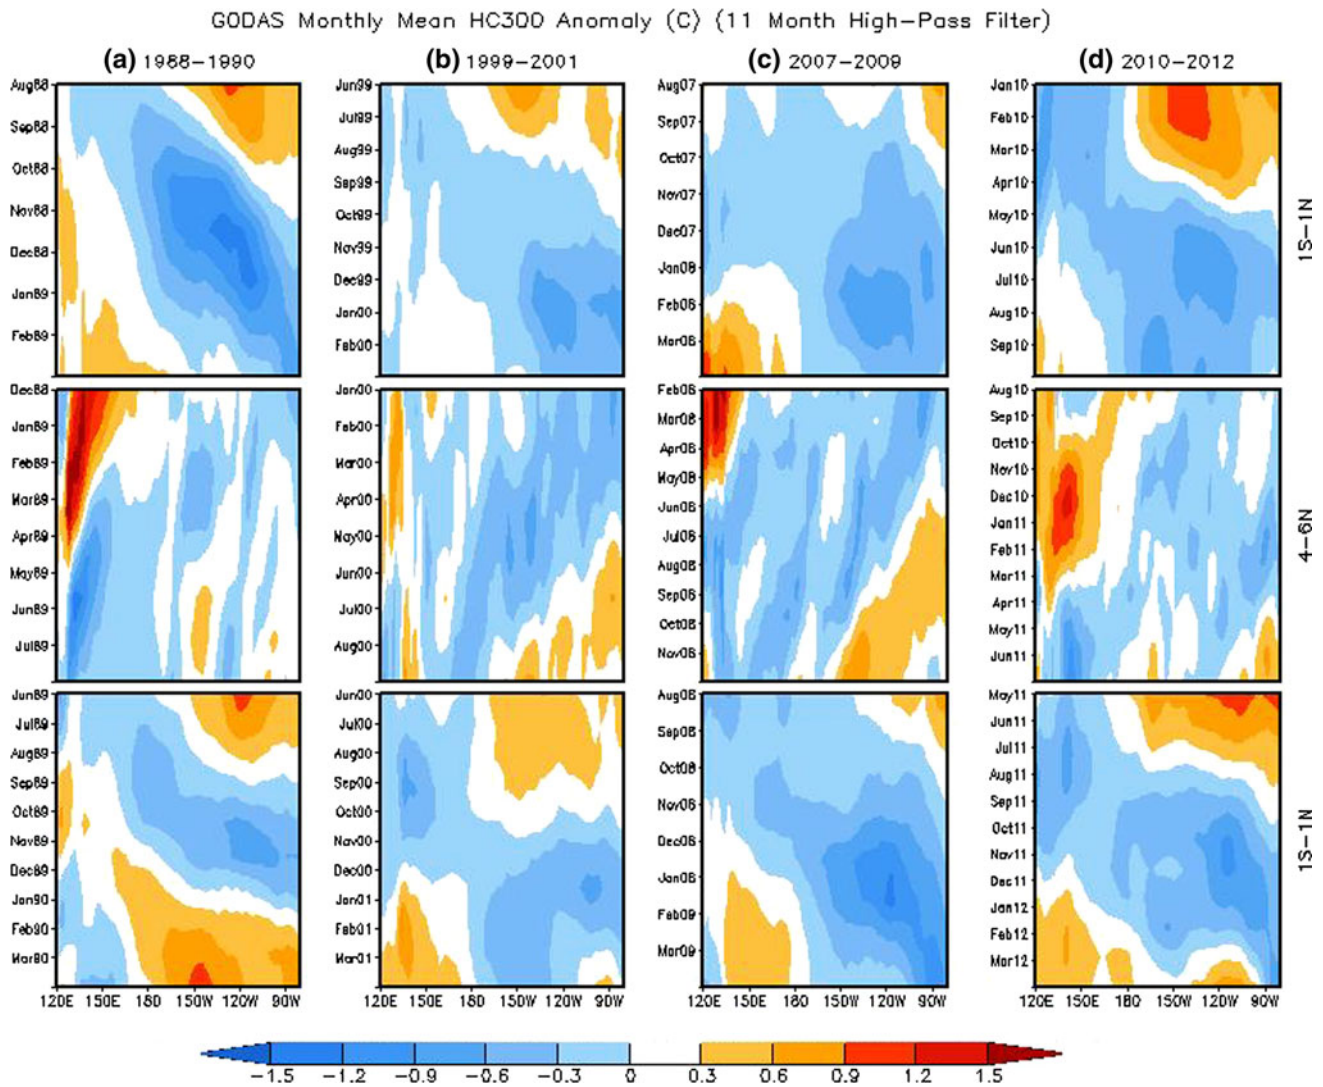 GODAS Monthly Mean HC300 Anomaly (C) (11 Month High-Pass Filter)
(a) 1988-1990
(b) 1999-2001
(c) 2007-2009
(d) 2010-2012
Aug88
Sep88
Oct88
Nov88
Dec88
Jan89
Feb89
Jun99
Jul99
Aug99
Sep99
Oct99
Nov99
Dec99
Jan00
Feb00
Aug07
Sep07
Oct07
Nov07
Dec07
Jan08
Feb08
Mar08
Jan10
Feb10
Mar10
Apr10
May10
Jun10
Jul10
Aug10
Sep10
1S-1N
Dec88
Jan89
Feb89
Mar89
Apr89
May89
Jun89
Jul89
Jan00
Feb00
Mar00
Apr00
May00
Jun00
Jul00
Aug00
Feb08
Mar08
Apr08
May08
Jun08
Jul08
Aug08
Sep08
Oct08
Nov08
Aug10
Sep10
Oct10
Nov10
Dec10
Jan11
Feb11
Mar11
Apr11
May11
Jun11
4-6N
Jun89
Jul89
Aug89
Sep89
Oct89
Nov89
Dec89
Jan90
Feb90
Mar90
Jun00
Jul00
Aug00
Sep00
Oct00
Nov00
Dec00
Jan01
Feb01
Mar01
Aug08
Sep08
Oct08
Nov08
Dec08
Jan09
Feb09
Mar09
May11
Jun11
Jul11
Aug11
Sep11
Oct11
Nov11
Dec11
Jan12
Feb12
Mar12
1S-1N
120E 150E 180 150W 120W 90W
120E 150E 180 150W 120W 90W
120E 150E 180 150W 120W 90W
120E 150E 180 150W 120W 90W
-1.5 -1.2 -0.9 -0.6 -0.3 0 0.3 0.6 0.9 1.2 1.5